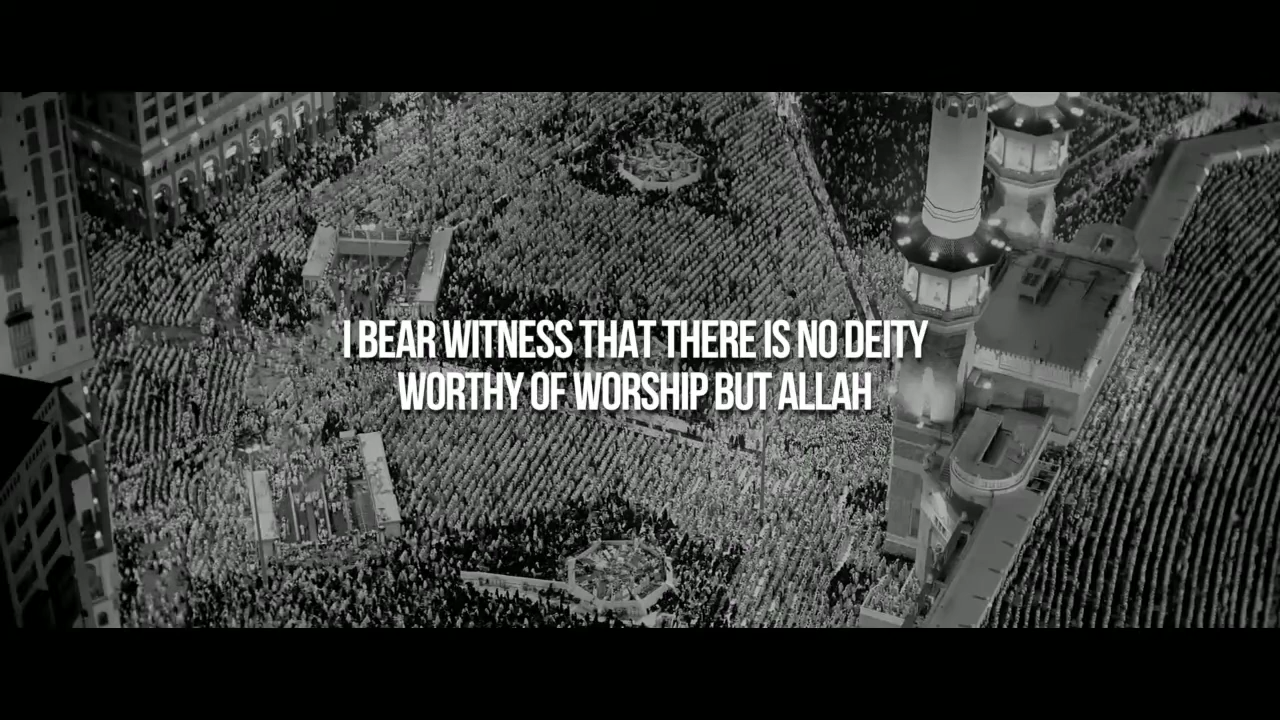 I BEAR WITNESS THAT THERE IS NO DEITY
WORTHY OF WORSHIP BUT ALLAH